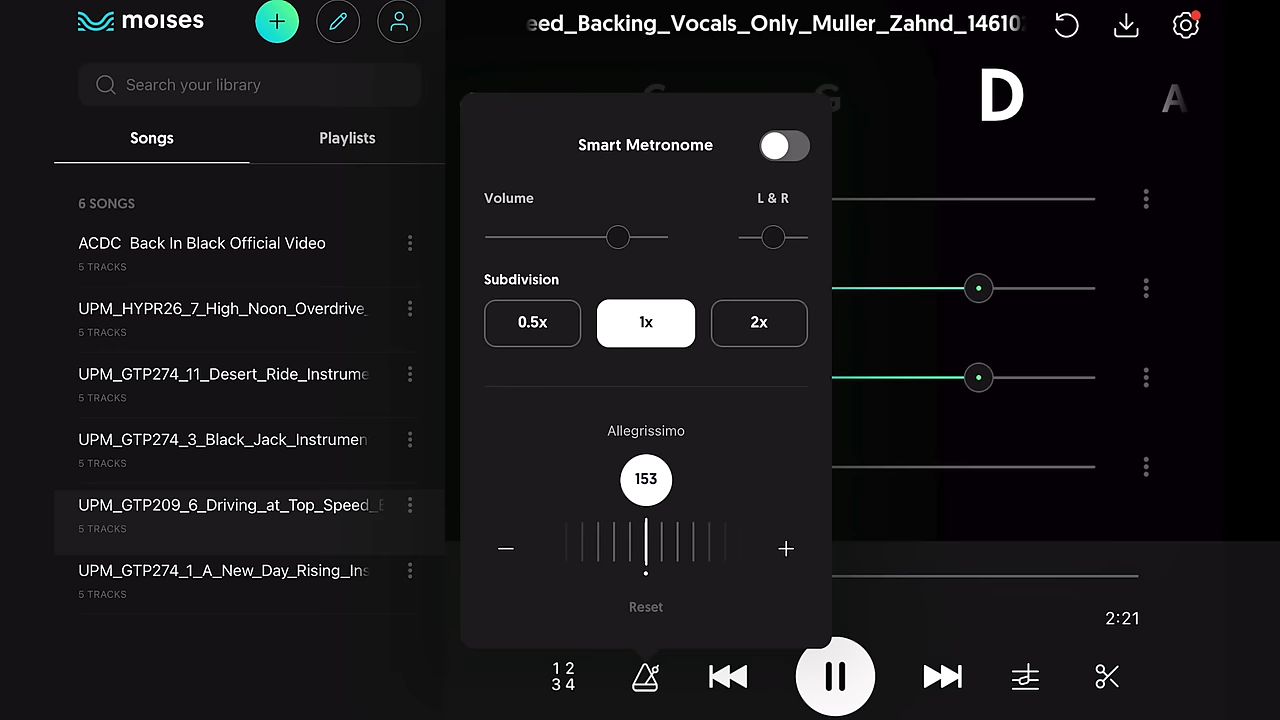 moises
eed_Backing_Vocals_Only_Muller_Zahnd_14610
G D A
Search your library
Songs Playlists
6 SONGS
ACDC Back In Black Official Video
5 TRACKS
UPM_HYPR26_7_High_Noon_Overdrive_
5 TRACKS
UPM_GTP274_11_Desert_Ride_Instrume
5 TRACKS
UPM_GTP274_3_Black_Jack_Instrumen
5 TRACKS
UPM_GTP209_6_Driving_at_Top_Speed_
5 TRACKS
UPM_GTP274_1_A_New_Day_Rising_Ins
5 TRACKS
Smart Metronome
Volume L & R
Subdivision
0.5x 1x 2x
Allegrissimo
153
Reset
2:21
1 2
3 4